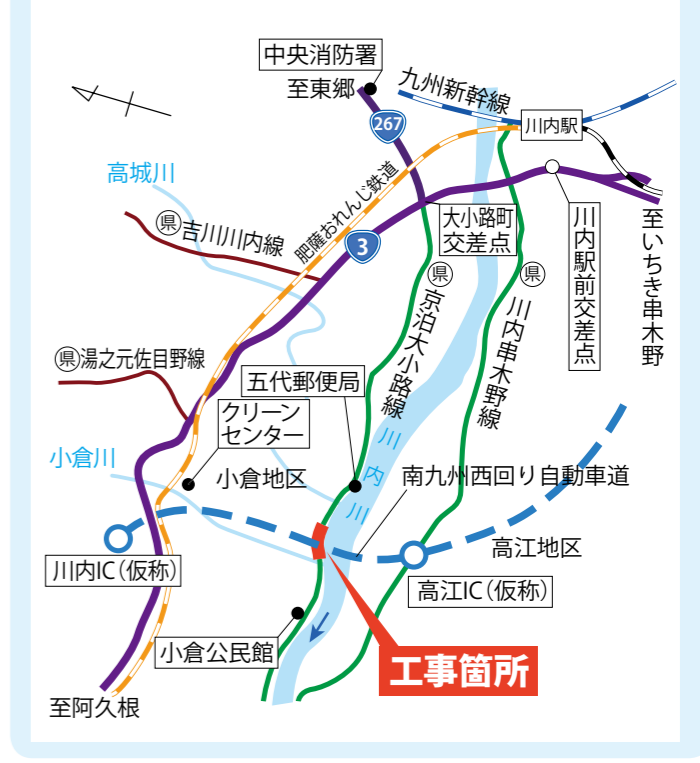 中央消防署
至東郷
267
九州新幹線
川内駅
高城川
㊩吉川川内線
肥薩おれんじ鉄道
3
大小路町
交差点
川内駅前交差点
至いちき串木野
県
京泊大小路線
県
川内串木野線
県湯之元佐目野線
五代郵便局
クリーン
センター
小倉川
小倉地区
川内川
南九州西回り自動車道
高江地区
川内IC(仮称)
高江IC(仮称)
小倉公民館
工事箇所
至阿久根